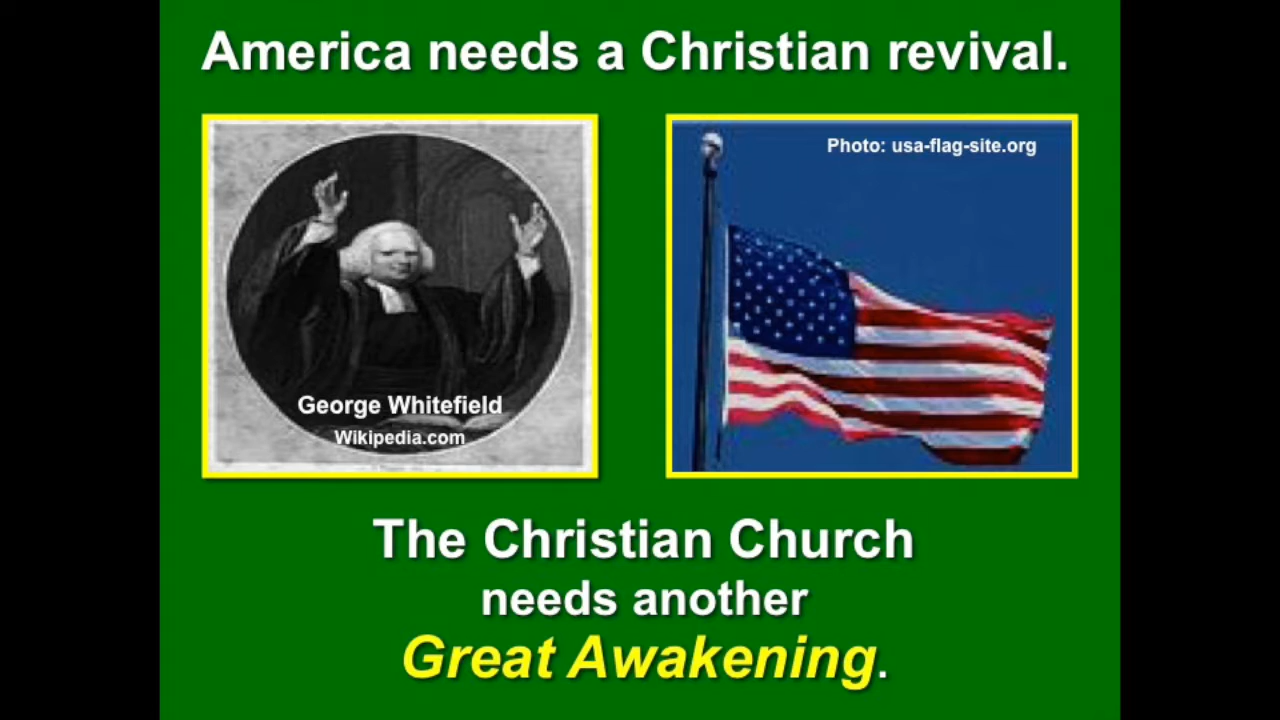 America needs a Christian revival.
Photo: usa-flag-site.org
George Whitefield
Wikipedia.com
The Christian Church
needs another
Great Awakening.